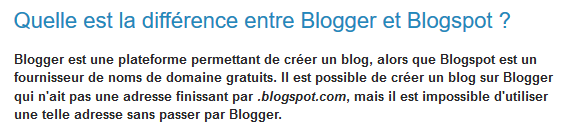 Quelle est la différence entre Blogger et Blogspot ?
Blogger est une plateforme permettant de créer un blog, alors que Blogspot est un
fournisseur de noms de domaine gratuits. Il est possible de créer un blog sur Blogger
qui n'ait pas une adresse finissant par .blogspot.com, mais il est impossible d'utiliser
une telle adresse sans passer par Blogger.